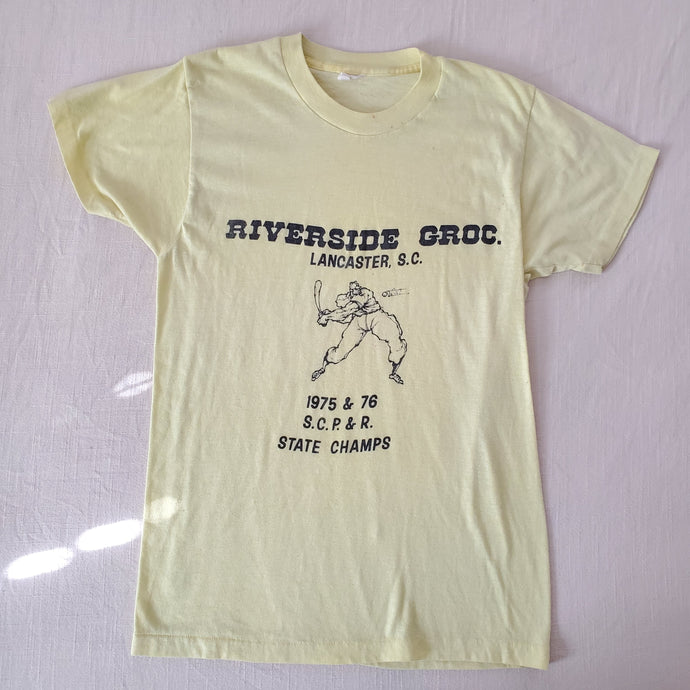 RIVERSIDE GROC.
LANCASTER, S.C.
1975 & 76
S.C.P. & R.
STATE CHAMPS